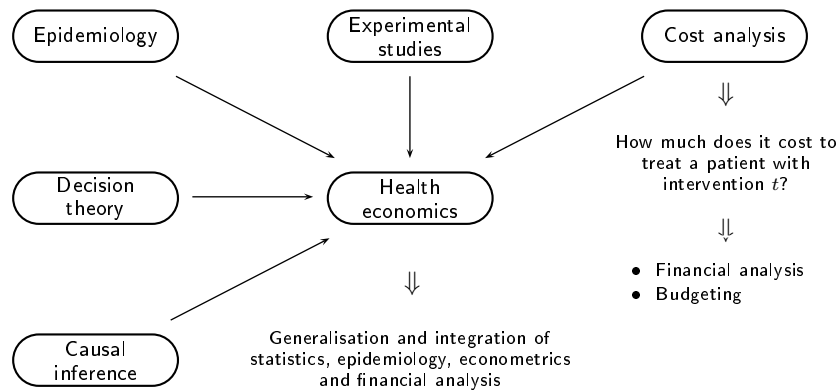 Epidemiology
Experimental
studies
Cost analysis
How much does it cost to
treat a patient with
intervention t?
Decision
theory
Health
economics
• Financial analysis
• Budgeting
Causal
inference
Generalisation and integration of
statistics, epidemiology, econometrics
and financial analysis